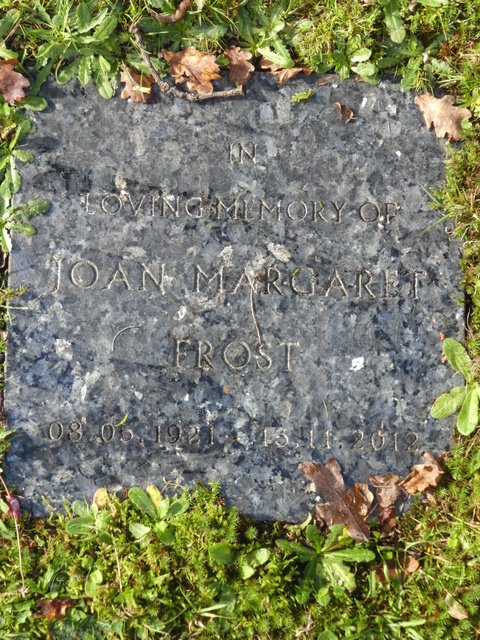 IN
LOVING MEMORY OF
JOAN MARGARET
FROST
08.05.1921 - 13.11.2012